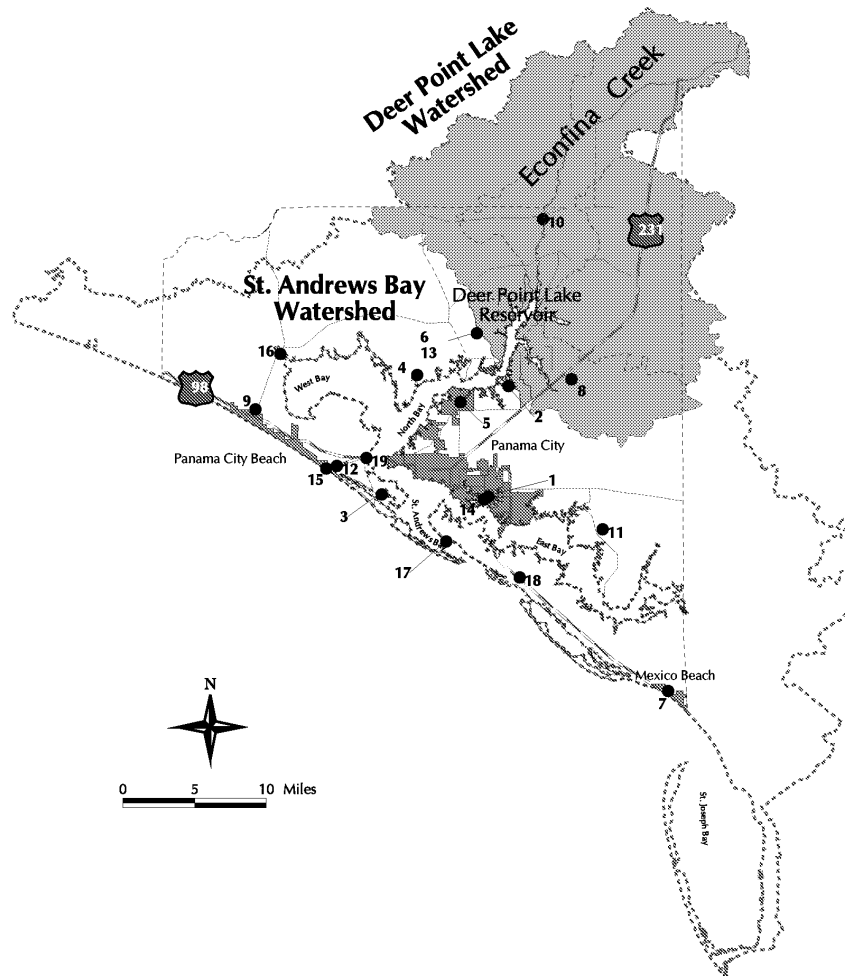 Deer Point Lake
Watershed
Econfina Creek
10
231
St. Andrews Bay
Watershed
Deer Point Lake
Reservoir
6
13
16
4
West Bay
98
9
North Bay
5
2
8
Panama City
Panama City Beach
19
12
15
3
1
14
St. Andrews Bay
17
East Bay
11
18
Mexico Beach
7
N
0 5 10 Miles
St. Joseph Bay